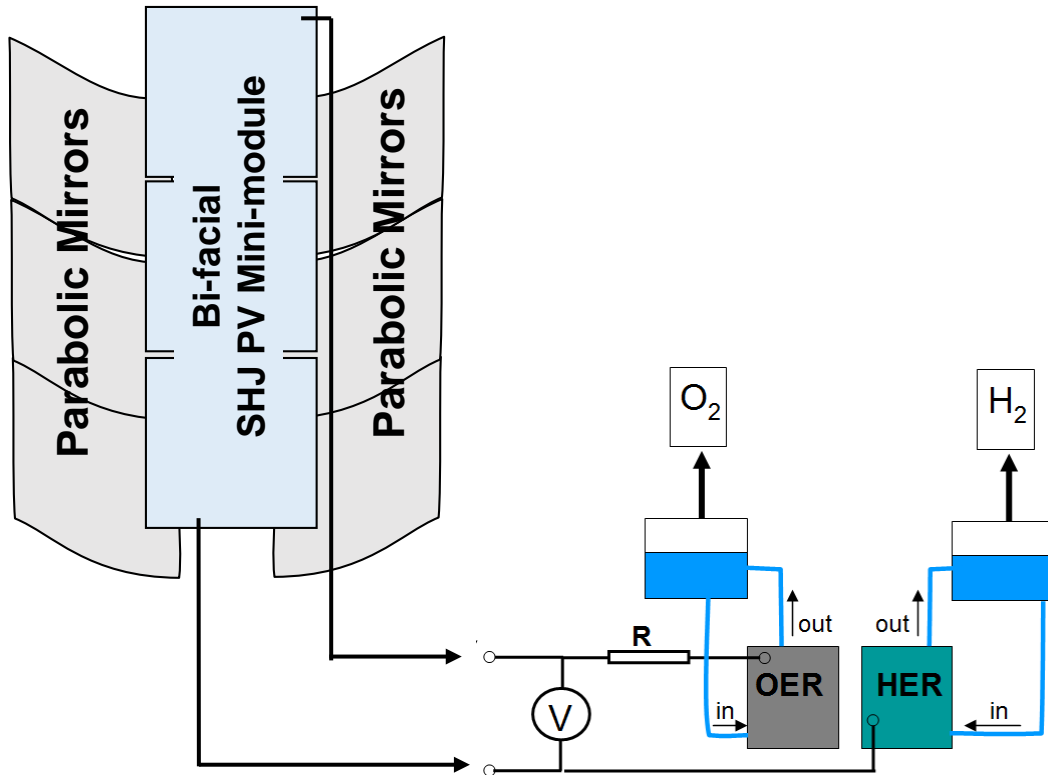 Parabolic Mirrors
Bi-facial
SHJ PV Mini-module
Parabolic Mirrors
O2
H2
out
out
R
OER
HER
in
in
V